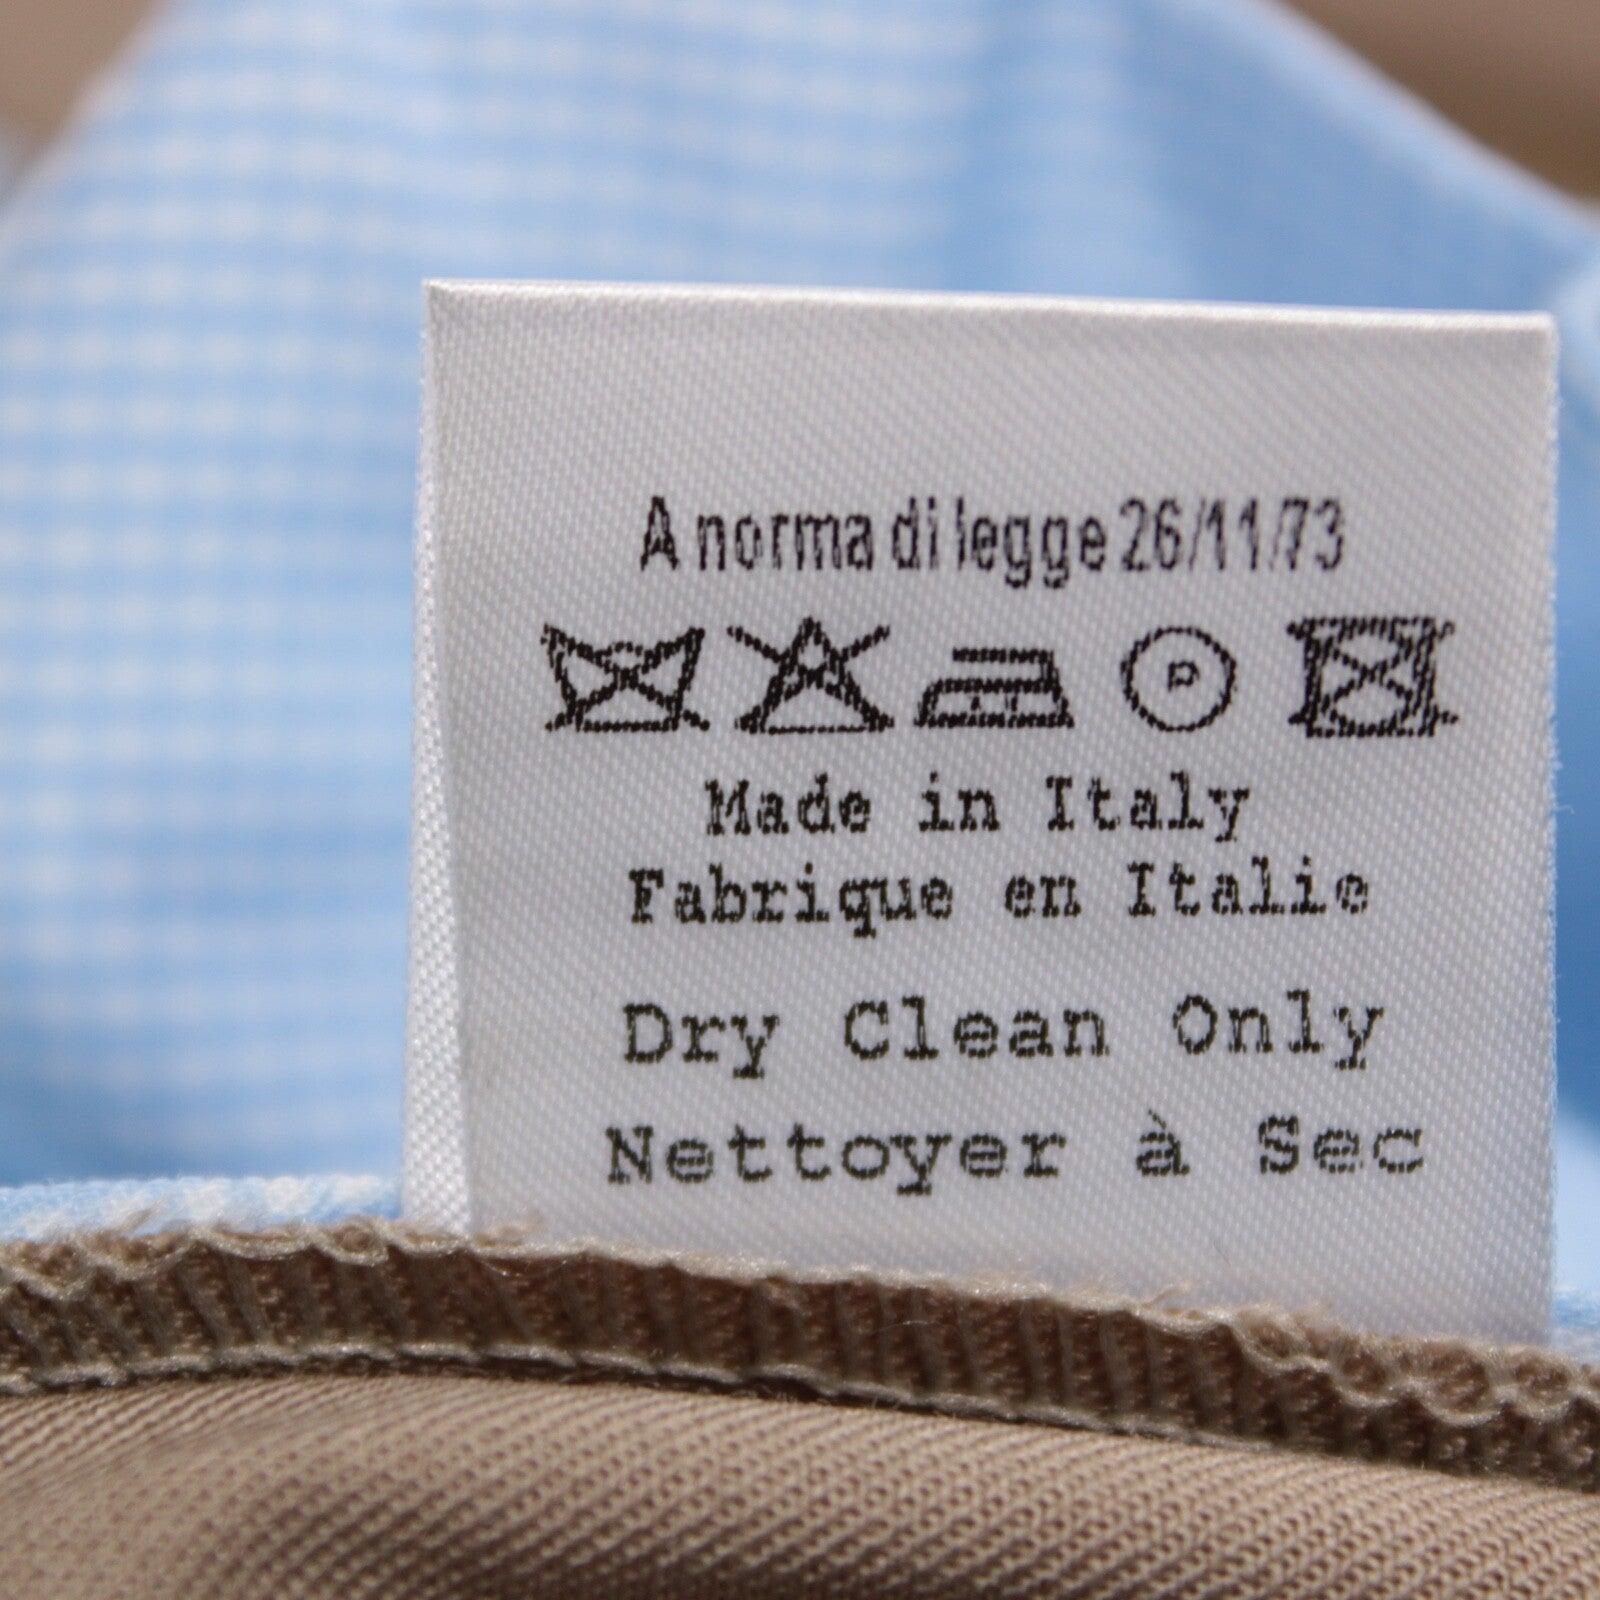 A norma di legge 26/11/73
P
Made in Italy
Fabrique en Italie
Dry Clean Only
Nettoyer à Sec